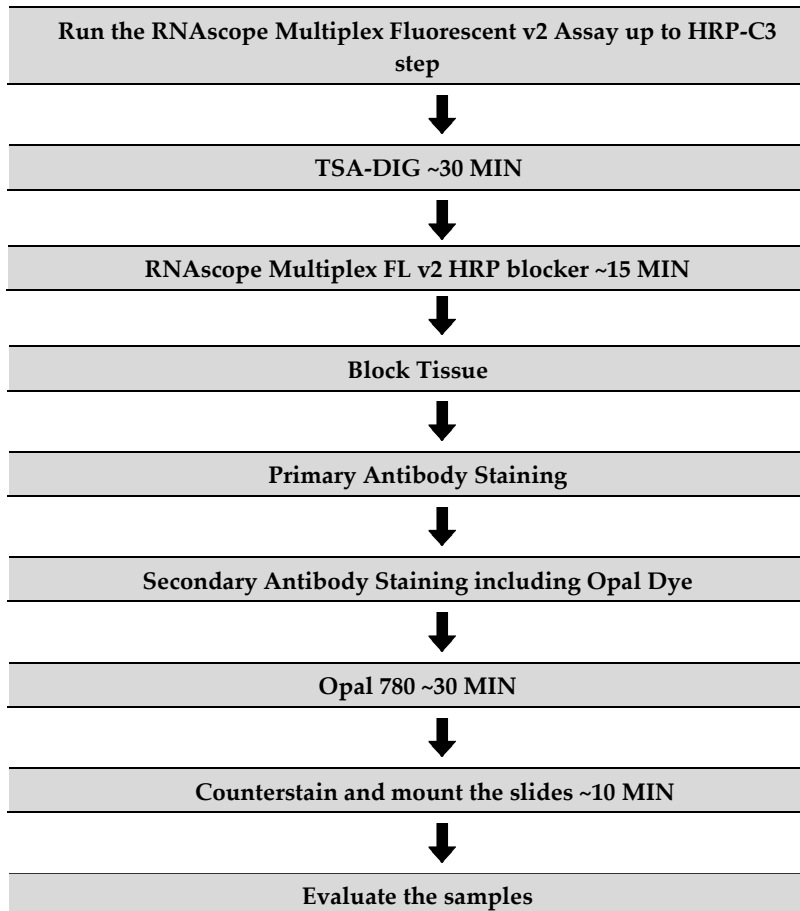 Run the RNAscope Multiplex Fluorescent v2 Assay up to HRP-C3
step
TSA-DIG ~30 MIN
RNAscope Multiplex FL v2 HRP blocker ~15 MIN
Block Tissue
Primary Antibody Staining
Secondary Antibody Staining including Opal Dye
Opal 780 ~30 MIN
Counterstain and mount the slides ~10 MIN
Evaluate the samples